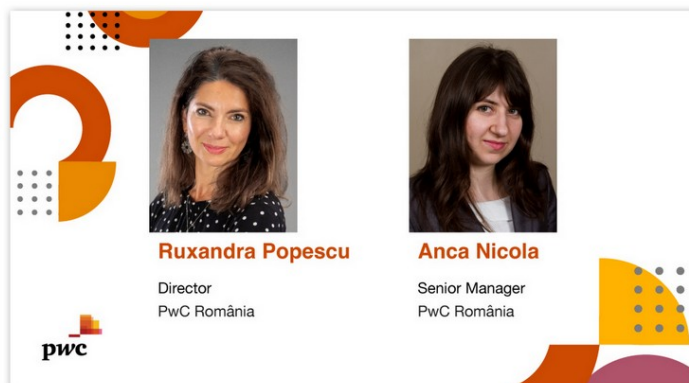 Ruxandra Popescu
Director
PwC România
Anca Nicola
Senior Manager
PwC România
pwc